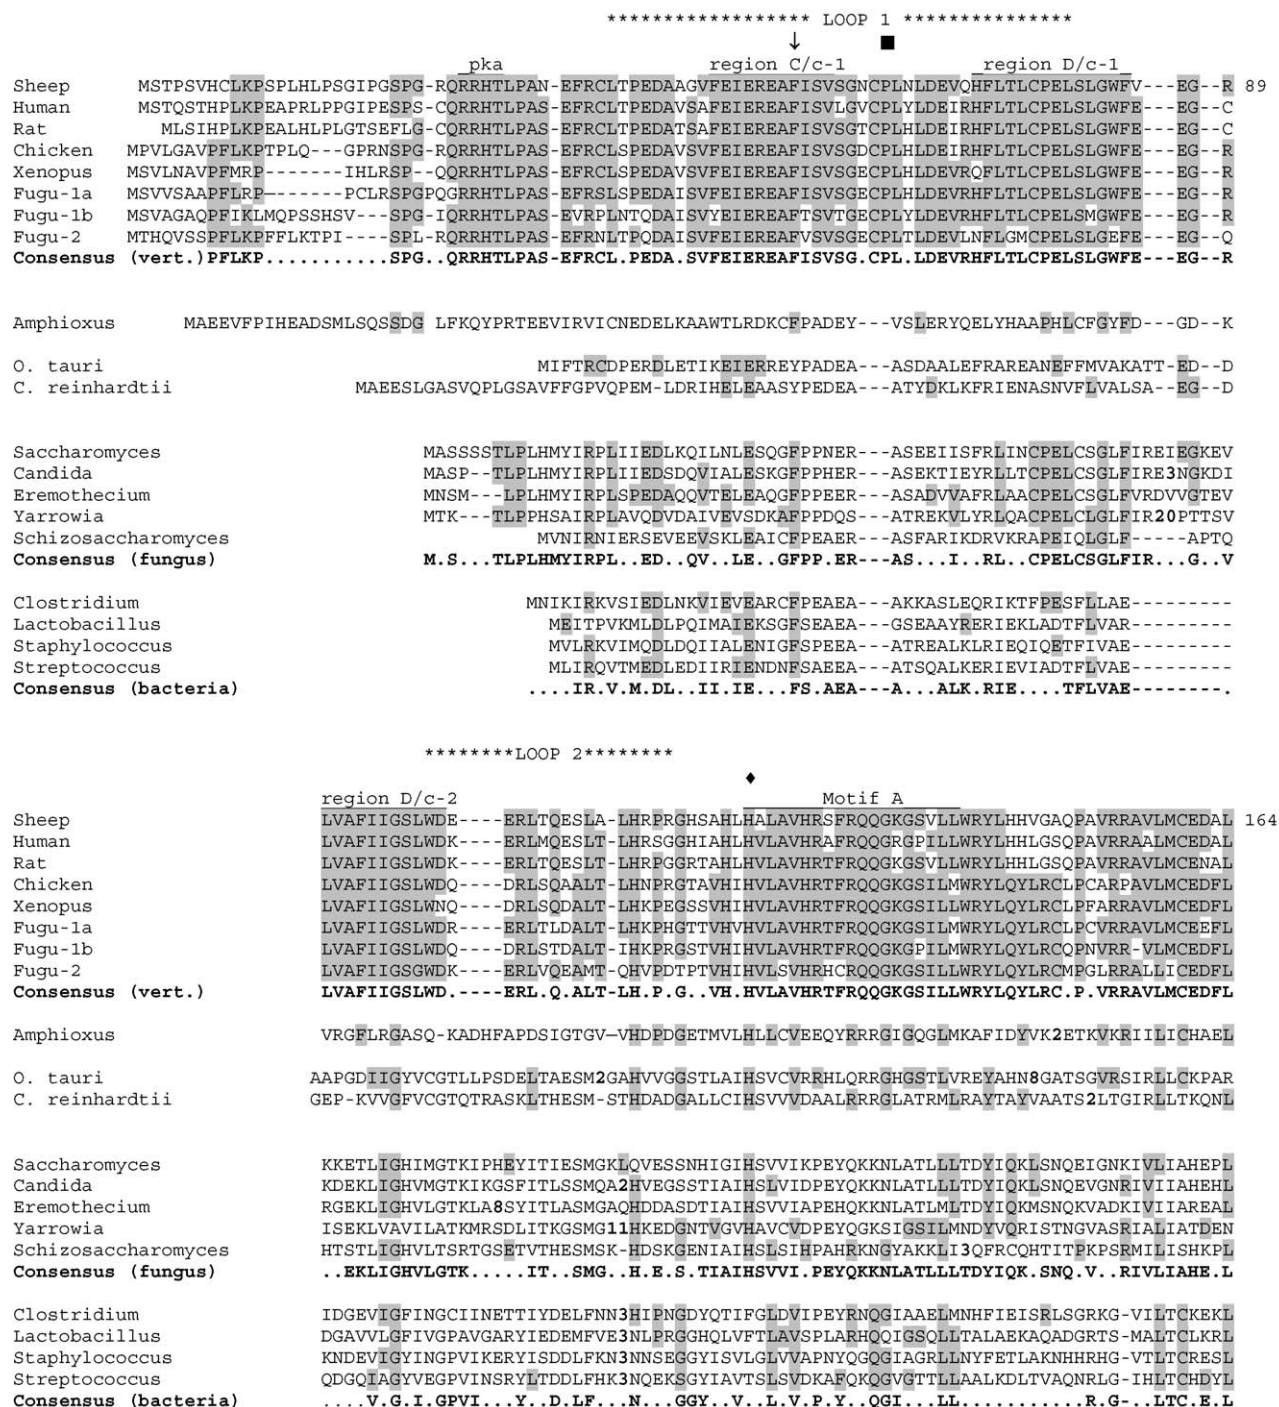 ***************** LOOP 1 ***************
↓ ■
pka region C/c-1 region D/c-1
Sheep MSTPSVHCLKPSPLHLPSGIPGSPG-RQRRHTLPAN-EFRCLTPEDAAGVFEIEREAFISVSGNCPLNLDEVQHFLTLCPELSLGWFV---EG--R 89
Human MSTQSTHPLKPEAPRLPPGIPESPS-CQRRHTLPAS-EFRCLTPEDAVSAFEIEREAFISVLGVCPLYLDEIRHFLTLCPELSLGWFE---EG--C
Rat MLSIHPLKPEALHLPLGTSEFLG-CQRRHTLPAS-EFRCLTPEDATSAFEIEREAFISVSGTCPLHLDEIRHFLTLCPELSLGWFE---EG--C
Chicken MPVLGAVPFLKPTPLQ---GPRNSPG-RQRRHTLPAS-EFRCLTPEDAVSVFEIEREAFISVSGDCPLHLDEIRHFLTLCPELSLGWFE---EG--R
Xenopus MSVLNAVPFMRP-------IHLRSP--QQRRHTLPAS-EFRCLSPEDAVSVFEIEREAFISVSGECPLHLDEVRQFLTLCPELSLGWFE---EG--R
Fugu-1a MSVVSAAPFLRP-------PCLRSPGPQGRRHTLPAS-EFRSLSPEDAISVFEIEREAFISVSGECPLHLDEVRHFLTLCPELSLGWFE---EG--R
Fugu-1b MSVAGAQPFIKLMQPSSHSV---SPG-IQRRHTLPAS-EVRPLNTQDAISVYEIEREAFTSVTGECPLYLDEVRHFLTLCPELSMGWFE---EG--R
Fugu-2 MTHQVSSPFLKPFFLKTPI----SPL-RQRRHTLPAS-EFRNLTPQDAISVFEIEREAFVSVSGECPLTLDEVLNFLGMCPELSLGEFE---EG--Q
Consensus (vert.)PFLKP...........SPG..QRRHTLPAS-EFRCL.PEDA.SVFEIEREAFISVSG.CPL.LDEVRHFLTLCPELSLGWFE---EG--R
Amphioxus MAEEVFPIHEADSMLSQSSDG LFKQYPRTEEVIRVICNEDELKAAWTLRDKCFPADEY---VSLERYQELYHAAPHLCFGYFD---GD--K
O. tauri MIFTRCDPERDLETIKEIERREYPADEA---ASDAALEFRAREANEFFMVAKATT-ED--D
C. reinhardtii MAEESLGASVQPLGSAVFFGPVQPEM-LDRIHELEAASYPEDEA---ATYDKLKFRIENASNVFLVALSA--EG--D
Saccharomyces MASSSSTLPLHMYIRPLIIEDLKQILNLESQGFPPNER---ASEEIISFRLINCPELCSGLFIREIEGKEV
Candida MASP--TLPLHMYIRPLIIEDSDQVIALESKGFPPHER---ASEKTIEYRLLTCPELCSGLFIRE3NGKDI
Eremothecium MNSM---LPLHMYIRPLSPEDAQQVTELEAQGFPPEER---ASADVVAFRLAACPELCSGLFVRDVVGTEV
Yarrowia MTK---TLPPHSAIRPLAVQDVDAIVEVSDKAFPPDQS---ATREKVLYRLQACPELCLGLFIR20PTTSV
Schizosaccharomyces MVNIRNIERSEVEEVSKLEAICFPEAER---ASFARIKDRVKRAPEIQLGLF-----APTQ
Consensus (fungus) M.S...TLPLHMYIRPL..ED..QV..LE..GFPP.ER---AS...I..RL..CPELCSGLFIR...G..V
Clostridium MNIKIRKVSIEDLNKVIEVEARCFPEAEA---AKKASLEQRIKTFPESFLLAE---------
Lactobacillus MEITPVKMLDLPQIMAIEKSGFSEAEA---GSEAAYRERIEKLADTFLVAR---------
Staphylococcus MVLRKVIMQDLDQIIALENIGFSPEEA---ATREALKLRIEQIQETFIVAE---------
Streptococcus MLIRQVTMEDLEDIIRIENDNFSAEEA---ATSQALKERIEVIADTFLVAE---------
Consensus (bacteria) ....IR.V.M.DL..II.IE...FS.AEA---A...ALK.RIE....TFLVAE--------.
********LOOP 2********
♦
region D/c-2 Motif A
Sheep LVAFIIGSLWDE----ERLTQESLA-LHRPRGHSAHLHALAVHRSFRQQGKGSVLLWRYLHHVGAQPAVRRAVLMCEDAL 164
Human LVAFIIGSLWDK----ERLMQESLT-LHRSGGHIAHLHVLAVHRAFRQQGRGPILLWRYLHHLGSQPAVRRAALMCEDAL
Rat LVAFIIGSLWDK----ERLTQESLT-LHRPGGRTAHLHVLAVHRTFRQQGKGSVLLWRYLHHLGSQPAVRRAVLMCENAL
Chicken LVAFIIGSLWDQ----DRLSQAALT-LHNPRGTAVHIHVLAVHRTFRQQGKGSILMWRYLQYLRCLPCARPAVLMCEDFL
Xenopus LVAFIIGSLWNQ----DRLSQDALT-LHKPEGSSVHIHVLAVHRTFRQQGKGSILMWRYLQYLRCLPFARRAVLMCEDFL
Fugu-1a LVAFIIGSLWDK----ERLTLDALT-LHKPHGTTVHVHVLAVHRTFRQQGKGSILMWRYLQYLRCLPCVRRAVLMCEEFL
Fugu-1b LVAFIIGSLWDQ----DRLSTDALT-IHKPRGSTVHIHVLAVHRTFRQQGKGPILMWRYLQYLRCQPNVRR.VLMCEDFL
Fugu-2 LVAFIIGSGWDK----ERLVQEAMT-QHVPDTPTVHIHVLSVHRHCRQQGKGSILLWRYLQYLRCMPGLRRALLICEDFL
Consensus (vert.) LVAFIIGSLWD.----ERL.Q.ALT-LH.P.G..VH.HVLAVHRTFRQQGKGSILLWRYLQYLRC.P.VRRAVLMCEDFL
Amphioxus VRGFLRGASQ-KADHFAPDSIGTGV—VHDPDGETMVLHLLCVEEQYRRRGIGQGLMKAFIDYVK2ETKVKRIILICHAEL
O. tauri AAPGDIIGYVCGTLLPSDELTAESM2GAHVVGGSTLAIHSVCVRRHLQRRGHGSTLVREYAHN8GATSGVRSIRLLCKPAR
C. reinhardtii GEP-KVVGFVCGTQTRASKLTHESM-STHDADGALLCIHSVVVDAALRRRGLATRMLRAYTAYVAATS2LTGIRLLTKQNL
Saccharomyces KKETLIGHIMGTKIPHEYITIESMGKLQVESSNHIGIHSVVIKPEYQKKNLATLLLTDYIQKLSNQEIGNKIVLIAHEPL
Candida KDEKLIGHVMGTKIKGSFITLSSMQA2HVEGSSTIAIHSLVIDPEYQKKNLATLLLTDYIQKLSNQEVGNRIVIIAHEHL
Eremothecium RGEKLIGHVLGTKLA8SYITLASMGAQHDDASDTIAIHSVVIAPEHQKKNLATLMLTDYIQKMSNQKVADKIVIIAREAL
Yarrowia ISEKLVAVILATKMRSDLITKGSMG11HKEDGNTVGVHAVCVDPEYQGKSIGSILMNDYVQRISTNGVASRIALIATDEN
Schizosaccharomyces HTSTLIGHVLTSRTGSETVTHESMSK-HDSKGENIAIHSLSIHPAHRKNGYAKKLI3QFRCQHTITPKPSRMILISHKPL
Consensus (fungus) ..EKLIGHVLGTK.....IT..SMG..H.E.S.TIAIHSVVI.PEYQKKNLATLLLTDYIQK.SNQ.V..RIVLIAHE.L
Clostridium IDGEVIGFINGCIINETTIYDELFNN3HIPNGDYQTIFGLDVIPEYRNQGIAAELMNHFIEISRLSGRKG-VILTCKEKL
Lactobacillus DGAVVLGFIVGPAVGARYIEDEMFVE3NLPRGGHQLVFTLAVSPLARHQQIGSQLLTALAEKAQADGRTS-MALTCLKRL
Staphylococcus KNDEVIGYINGPVIKERYISDDLFKN3NNSEGGYISVLGLVVAPNYQGQGIAGRLLNYFETLAKNHHRHG-VTLTCRESL
Streptococcus QDGQIAGYVEGPVINSRYLTDDLFHK3NQEKSGYIAVTSLSVDKAFQKQGVGTTLLAALKDLTVAQNRLG-IHLTCHDYL
Consensus (bacteria) ....V.G.I.GPVI...Y..D.LF...N...GGY..V..L.V.P.Y..QGI...LL..........R.G-.LTC.E.L